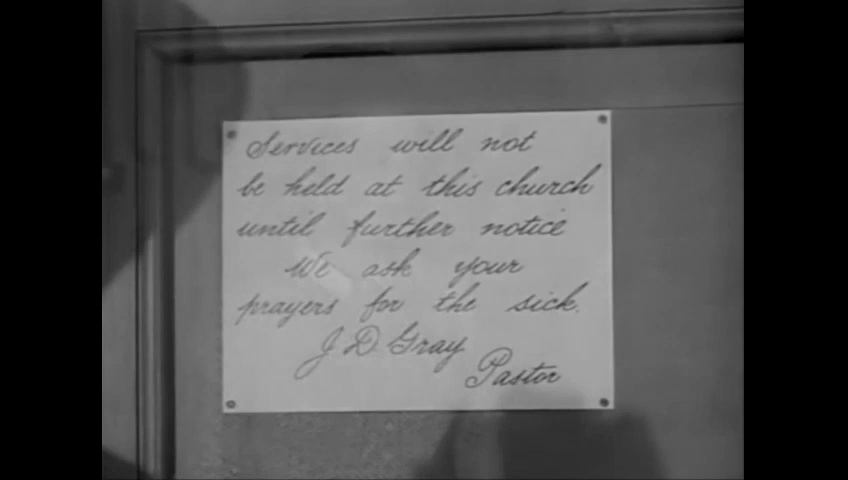 Services will not
be held at this church
until further notice
We ask your
prayers for the sick.
J. D. Gray
Pastor